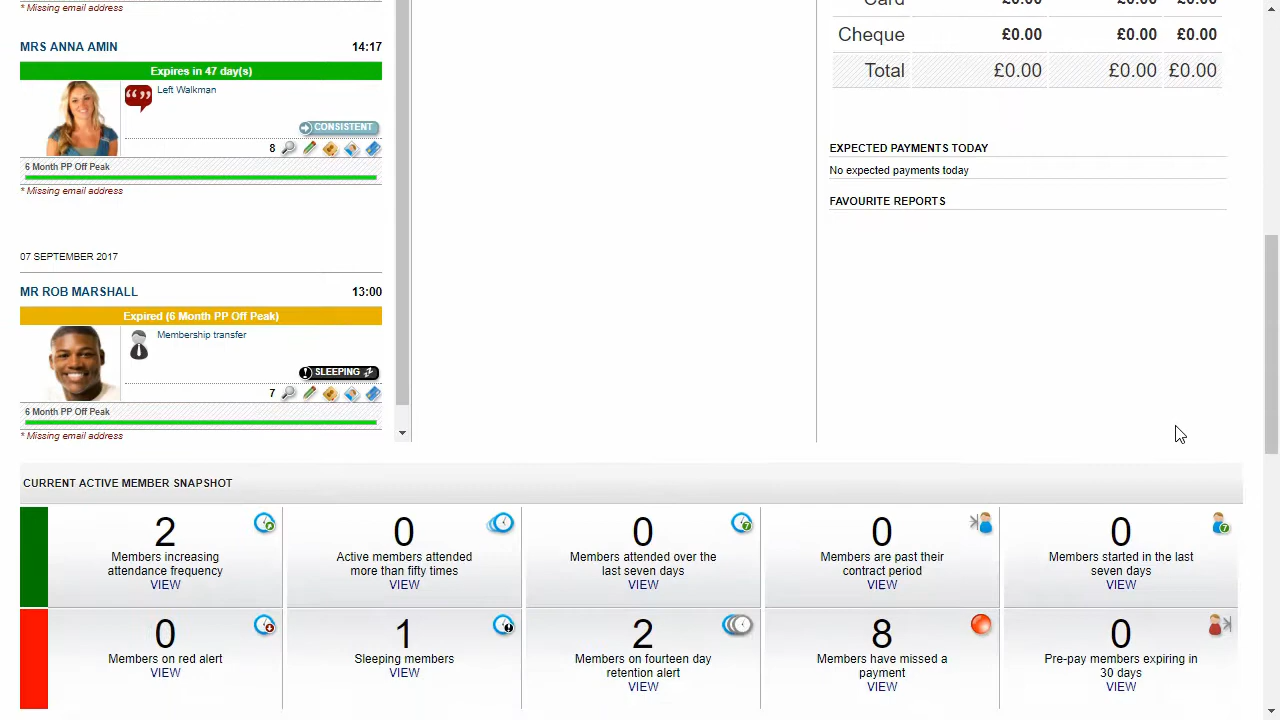 * Missing email address
MRS ANNA AMIN 14:17
Expires in 47 day(s)
Left Walkman
CONSISTENT
8
6 Month PP Off Peak
* Missing email address
07 SEPTEMBER 2017
MR ROB MARSHALL 13:00
Expired (6 Month PP Off Peak)
Membership transfer
SLEEPING
7
6 Month PP Off Peak
* Missing email address
Card £0.00 £0.00 £0.00
Cheque £0.00 £0.00 £0.00
Total £0.00 £0.00 £0.00
EXPECTED PAYMENTS TODAY
No expected payments today
FAVOURITE REPORTS
CURRENT ACTIVE MEMBER SNAPSHOT
2
Members increasing
attendance frequency
VIEW
0
Active members attended
more than fifty times
VIEW
0
Members attended over the
last seven days
VIEW
0
Members are past their
contract period
VIEW
0
Members started in the last
seven days
VIEW
0
Members on red alert
VIEW
1
Sleeping members
VIEW
2
Members on fourteen day
retention alert
VIEW
8
Members have missed a
payment
VIEW
0
Pre-pay members expiring in
30 days
VIEW